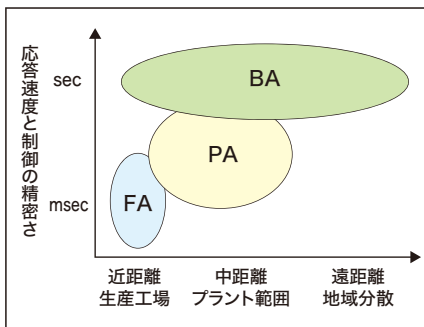 応答速度と制御の精密さ
sec
msec
BA
PA
FA
近距離
生産工場
中距離
プラント範囲
遠距離
地域分散